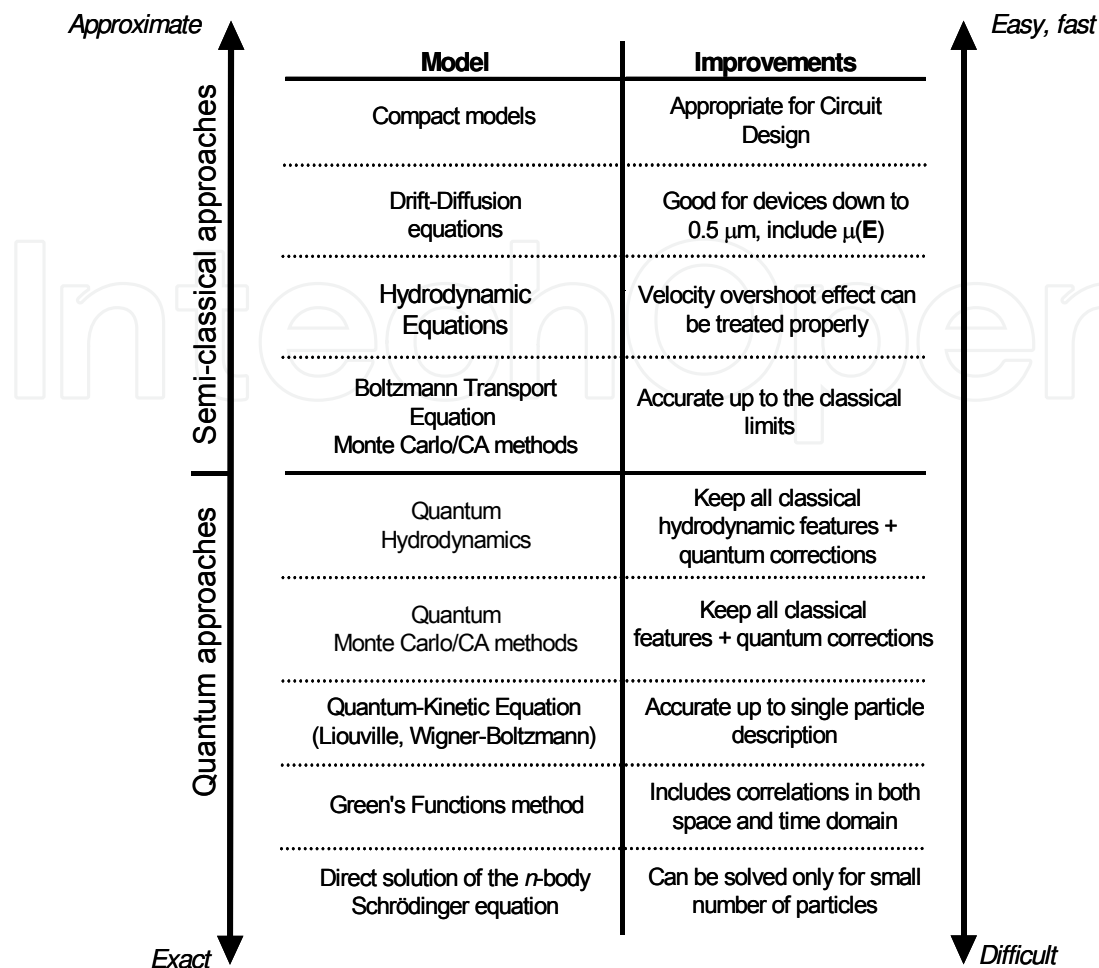 Approximate
Easy, fast
Model
Improvements
Compact models
Appropriate for Circuit
Design
Drift-Diffusion
equations
Good for devices down to
0.5 μm, include μ(E)
Hydrodynamic
Equations
Velocity overshoot effect can
be treated properly
Boltzmann Transport
Equation
Monte Carlo/CA methods
Accurate up to the classical
limits
Semi-classical approaches
Quantum
Hydrodynamics
Keep all classical
hydrodynamic features +
quantum corrections
Quantum
Monte Carlo/CA methods
Keep all classical
features + quantum corrections
Quantum-Kinetic Equation
(Liouville, Wigner-Boltzmann)
Accurate up to single particle
description
Green's Functions method
Includes correlations in both
space and time domain
Direct solution of the n-body
Schrödinger equation
Can be solved only for small
number of particles
Quantum approaches
Exact
Difficult
IntechOpen